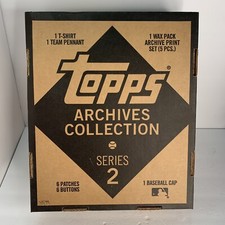 1 T-SHIRT
1 TEAM PENNANT
1 WAX PACK
ARCHIVE PRINT
SET (5 PCS.)
Topps
ARCHIVES
COLLECTION
SERIES
2
6 PATCHES
6 BUTTONS
1 BASEBALL CAP